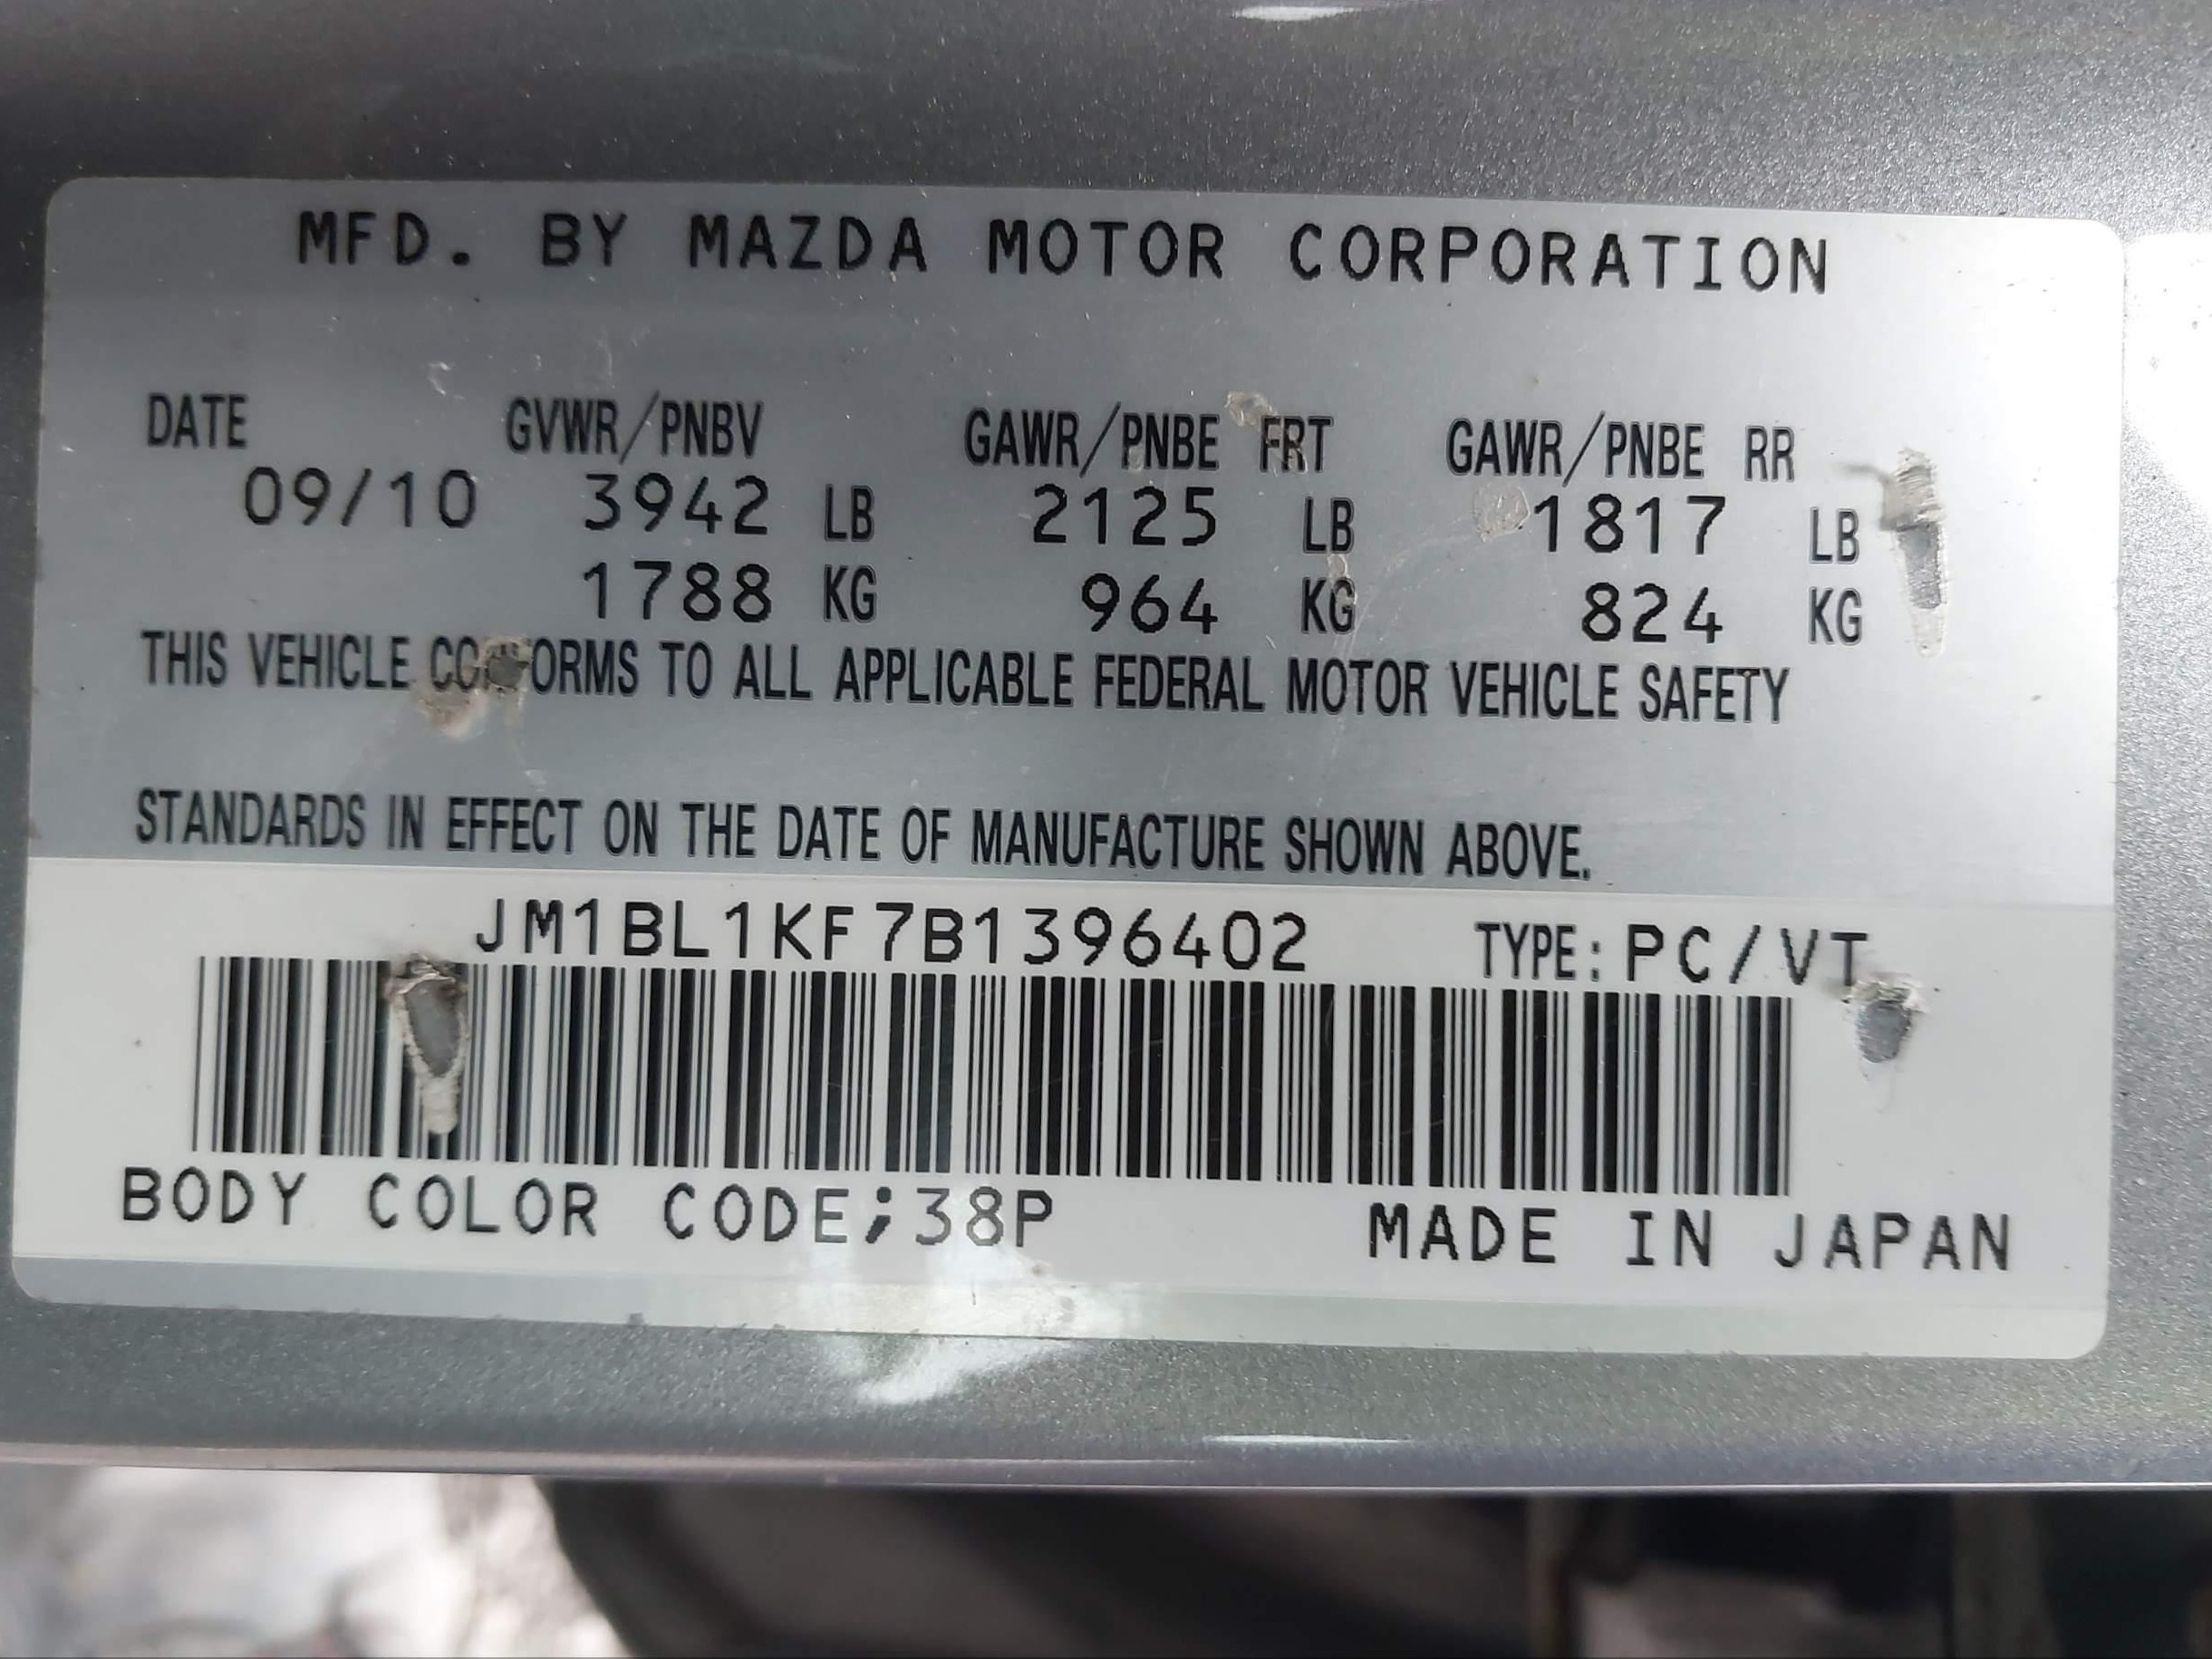 MFD. BY MAZDA MOTOR CORPORATION
DATE GVWR/PNBV GAWR/PNBE FRT GAWR/PNBE RR
09/10 3942 LB 2125 LB 1817 LB
1788 KG 964 KG 824 KG
THIS VEHICLE CONFORMS TO ALL APPLICABLE FEDERAL MOTOR VEHICLE SAFETY
STANDARDS IN EFFECT ON THE DATE OF MANUFACTURE SHOWN ABOVE.
JM1BL1KF7B1396402 TYPE: PC/VT
BODY COLOR CODE;38P MADE IN JAPAN